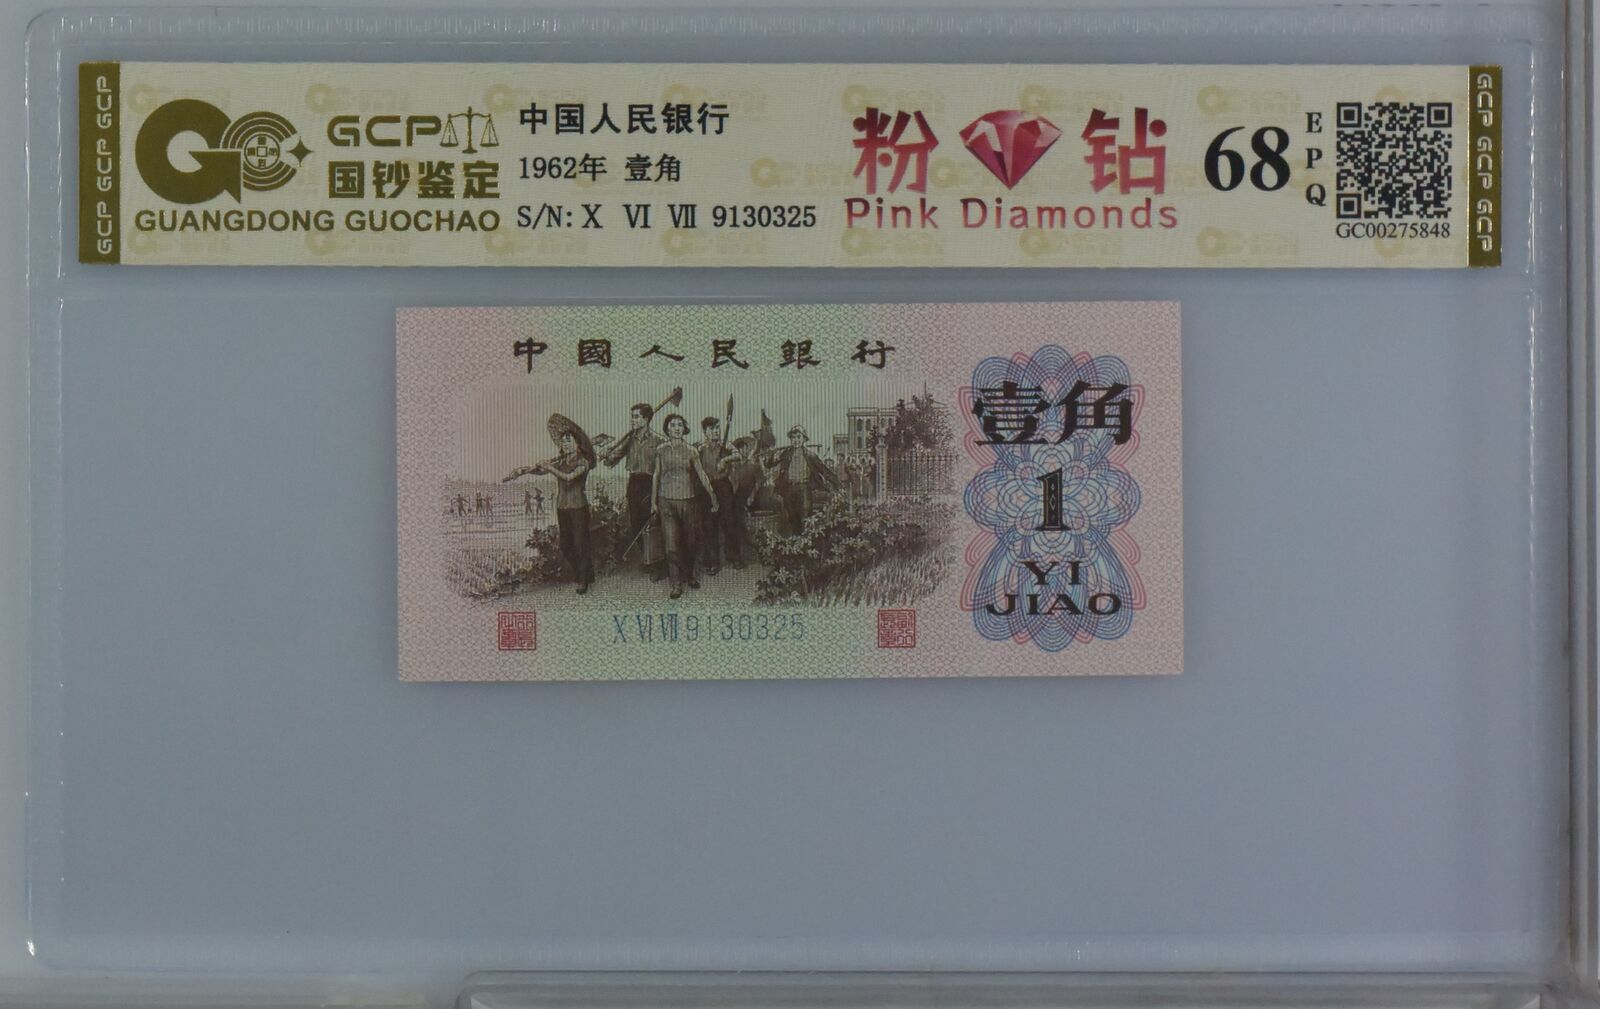 GCP GCP GCP
GCP
国钞鉴定
GUANGDONG GUOCHAO
中国人民银行
1962年 壹角
S/N: X VI VII 9130325
粉 钻
Pink Diamonds
68
EPQ
GC00275848
GCP GCP GCP
中國人民銀行
壹角
1
YI
JIAO
X VI VII 9130325